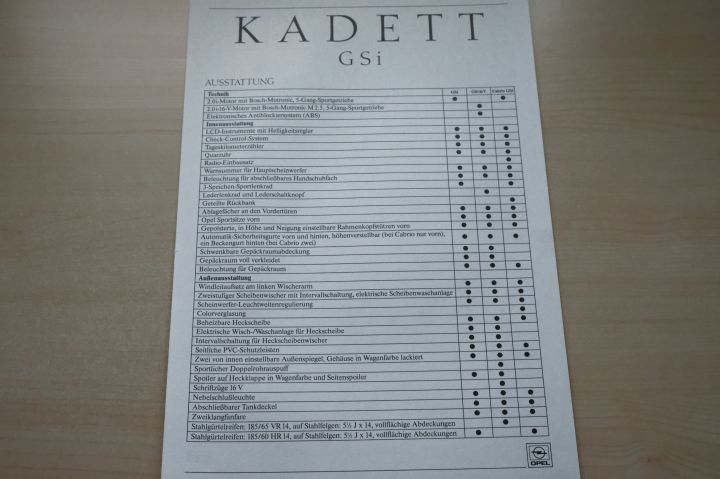 KADETT
GSi
AUSSTATTUNG
Technik GSi GSi16V Cabrio GSi
2.0i-Motor mit Bosch-Motronic, 5-Gang-Sportgetriebe ● ●
2.0i-16-V-Motor mit Bosch-Motronic M 2.5, 5-Gang-Sportgetriebe ●
Elektronisches Antiblockiersystem (ABS) ●
Innenausstattung
LCD-Instrumente mit Helligkeitsregler ● ● ●
Check-Control-System ● ● ●
Tageskilometerzähler ● ● ●
Quarzuhr ● ● ●
Radio-Einbausatz ●
Warnsummer für Hauptscheinwerfer ● ● ●
Beleuchtung für abschließbares Handschuhfach ● ● ●
3-Speichen-Sportlenkrad ● ●
Lederlenkrad und Lederschaltknopf ●
Geteilte Rückbank ●
Ablagefächer an den Vordertüren ● ● ●
Opel Sportsitze vorn ● ● ●
Gepolsterte, in Höhe und Neigung einstellbare Rahmenkopfstützen vorn ● ● ●
Automatik-Sicherheitsgurte vorn und hinten, höhenverstellbar (bei Cabrio nur vorn), ● ● ●
ein Beckengurt hinten (bei Cabrio zwei)
Schwenkbare Gepäckraumabdeckung ● ●
Gepäckraum voll verkleidet ● ●
Beleuchtung für Gepäckraum ● ● ●
Außenausstattung
Windleitaufsatz am linken Wischerarm ● ● ●
Zweistufiger Scheibenwischer mit Intervallschaltung, elektrische Scheibenwaschanlage ● ● ●
Scheinwerfer-Leuchtweitenregulierung ● ● ●
Colorverglasung ●
Beheizbare Heckscheibe ● ● ●
Elektrische Wisch-/Waschanlage für Heckscheibe ● ●
Intervallschaltung für Heckscheibenwischer ● ●
Seitliche PVC-Schutzleisten ● ● ●
Zwei von innen einstellbare Außenspiegel, Gehäuse in Wagenfarbe lackiert ● ● ●
Sportlicher Doppelrohrauspuff ●
Spoiler auf Heckklappe in Wagenfarbe und Seitenspoiler ● ●
Schriftzüge 16 V ●
Nebelschlußleuchte ● ● ●
Abschließbarer Tankdeckel ● ● ●
Zweiklangfanfare ● ● ●
Stahlgürtelreifen: 185/65 VR 14, auf Stahlfelgen: 5½ J x 14, vollflächige Abdeckungen ●
Stahlgürtelreifen: 185/60 HR 14, auf Stahlfelgen: 5½ J x 14, vollflächige Abdeckungen ● ●
OPEL